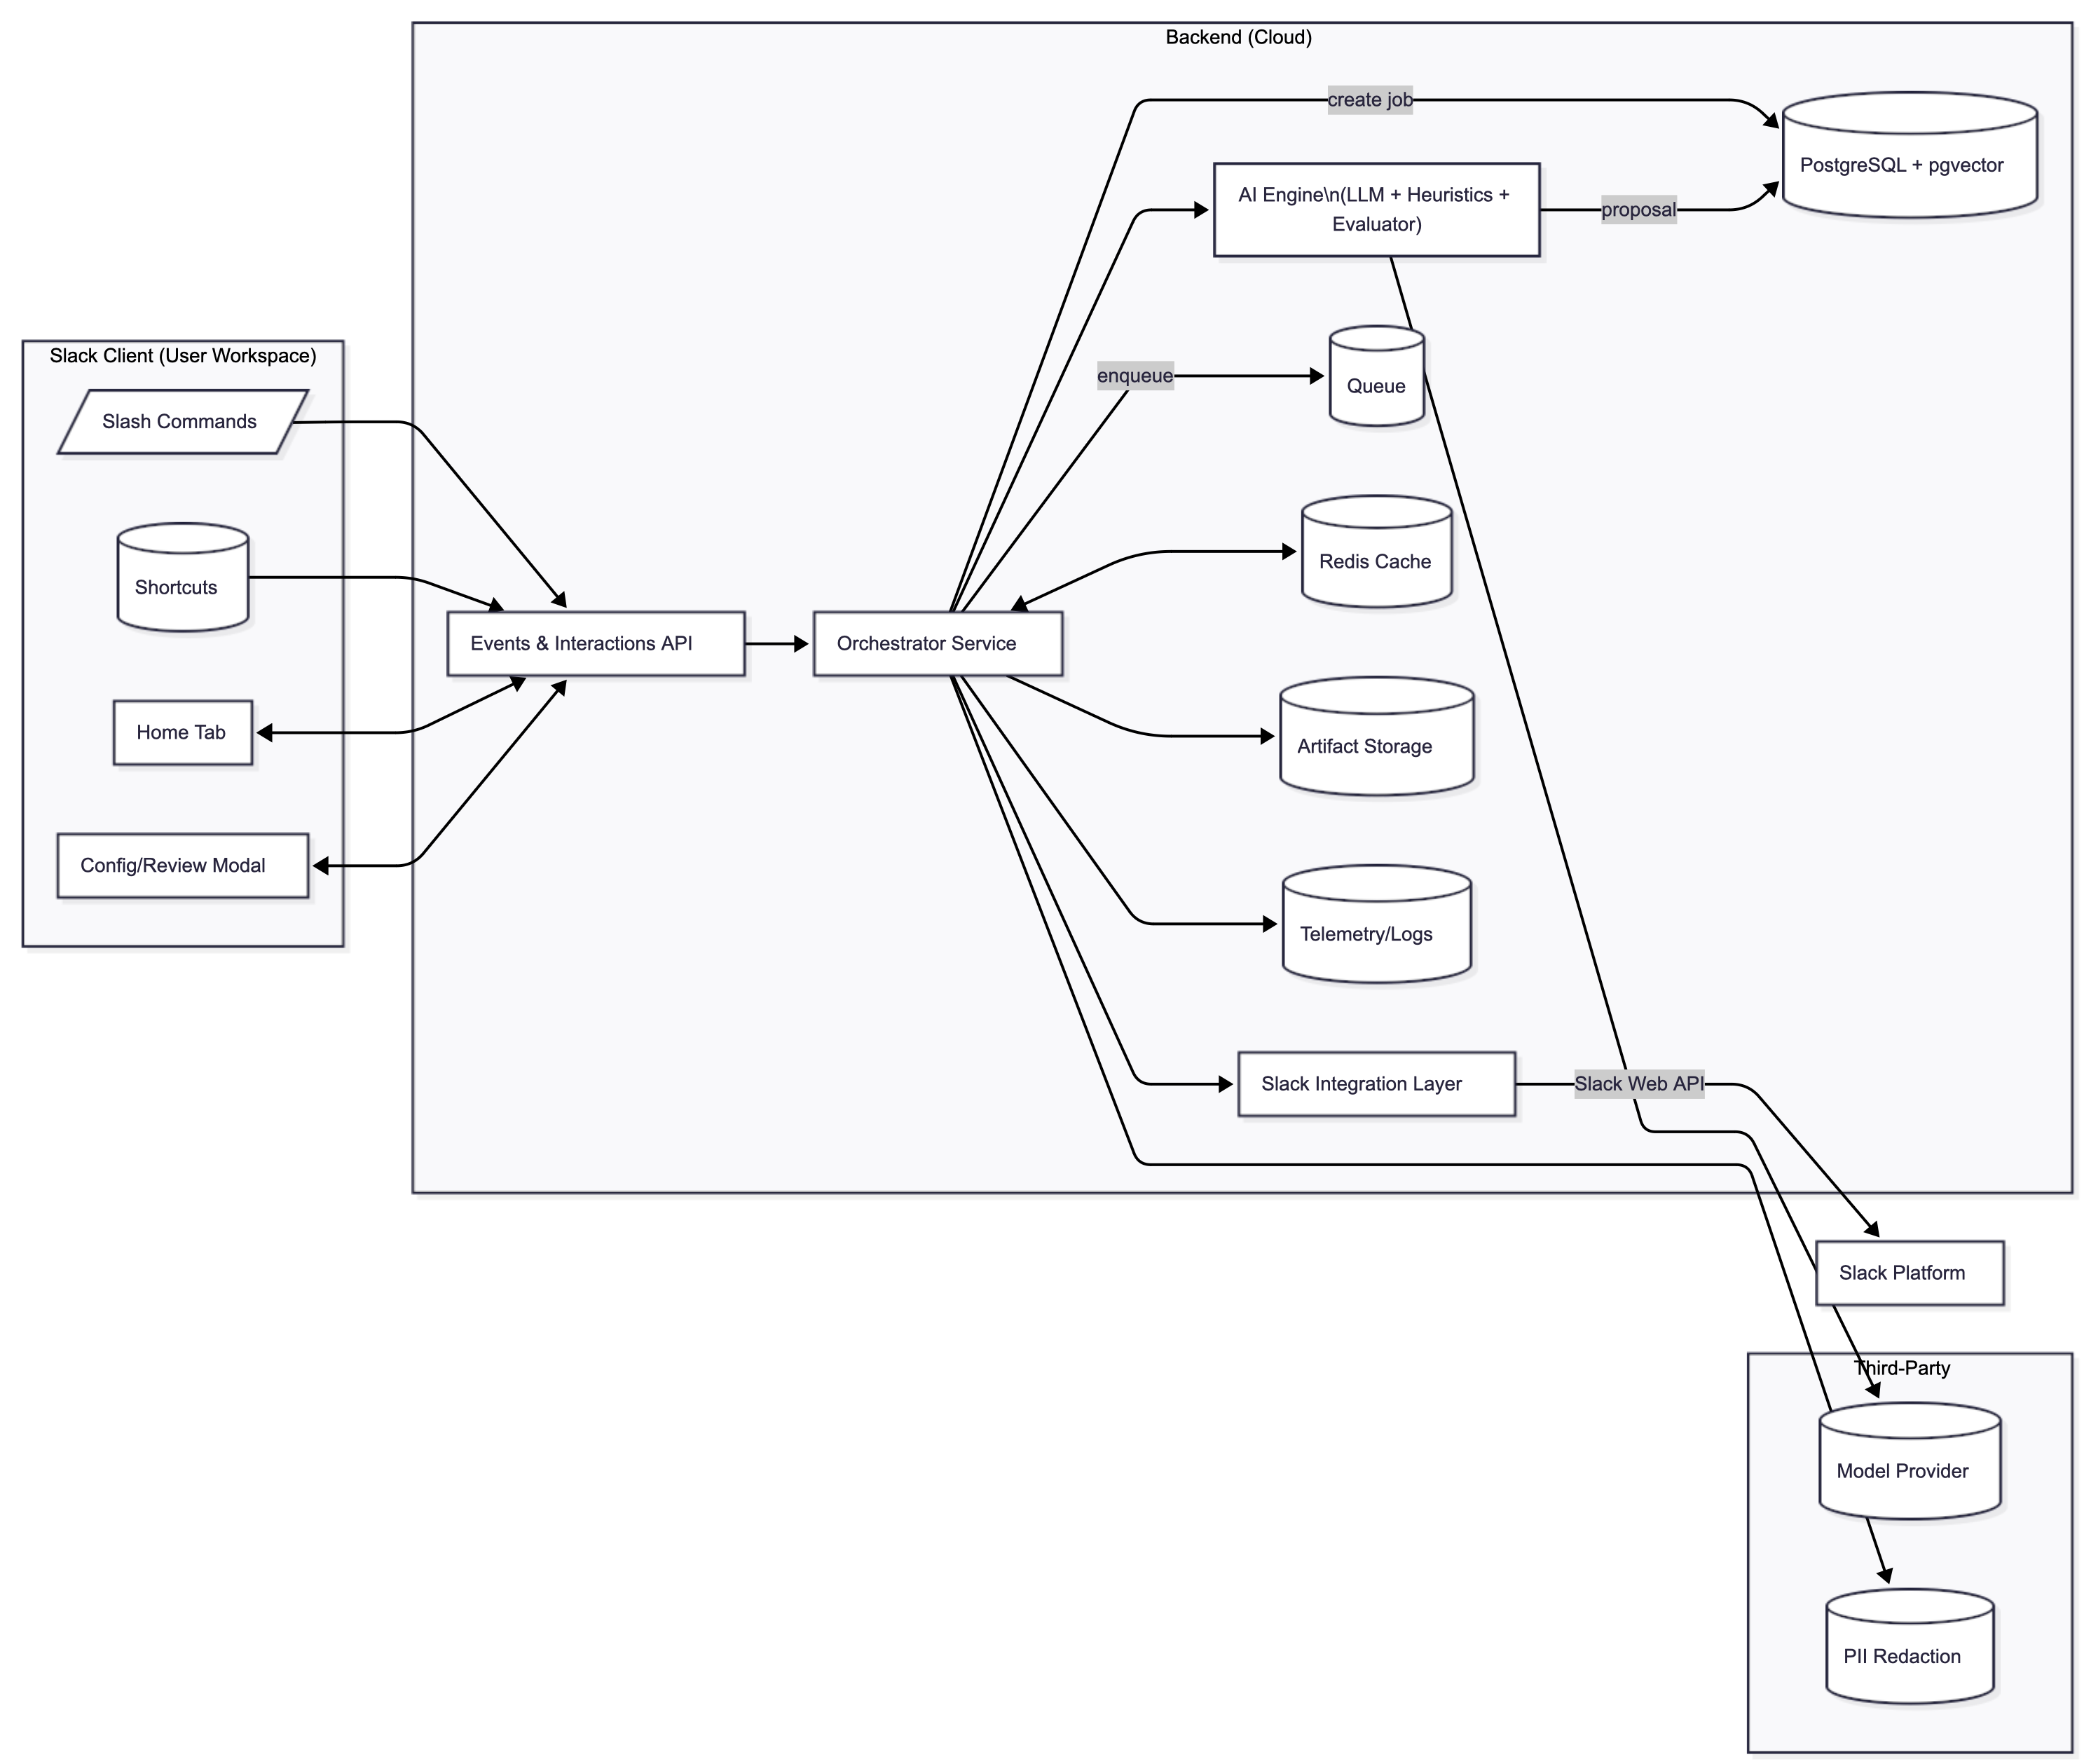 Backend (Cloud)
create job
PostgreSQL + pgvector
AI Engine\n(LLM + Heuristics +
Evaluator)
proposal
Slack Client (User Workspace)
enqueue
Queue
Slash Commands
Redis Cache
Shortcuts
Events & Interactions API
Orchestrator Service
Home Tab
Artifact Storage
Config/Review Modal
Telemetry/Logs
Slack Integration Layer
Slack Web API
Slack Platform
Third-Party
Model Provider
PII Redaction